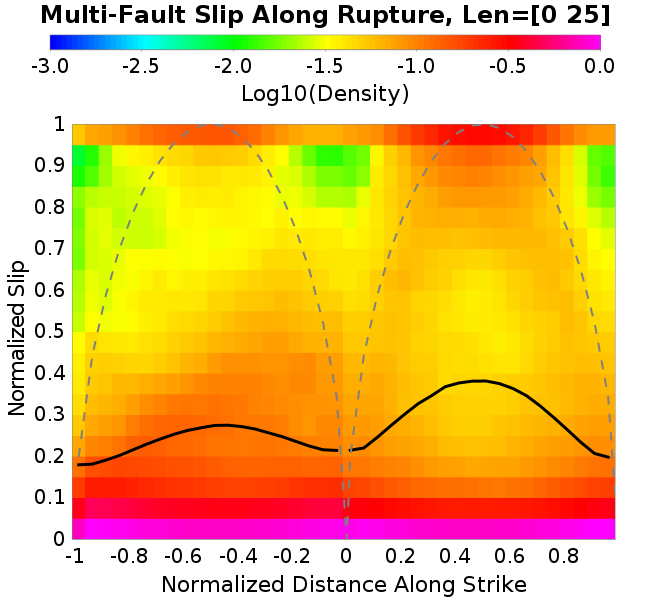 Multi-Fault Slip Along Rupture, Len=[0 25]
-3.0 -2.5 -2.0 -1.5 -1.0 -0.5 0.0
Log10(Density)
1
0.9
0.8
0.7
0.6
0.5
0.4
0.3
0.2
0.1
0
Normalized Slip
-1 -0.8 -0.6 -0.4 -0.2 0 0.2 0.4 0.6 0.8
Normalized Distance Along Strike